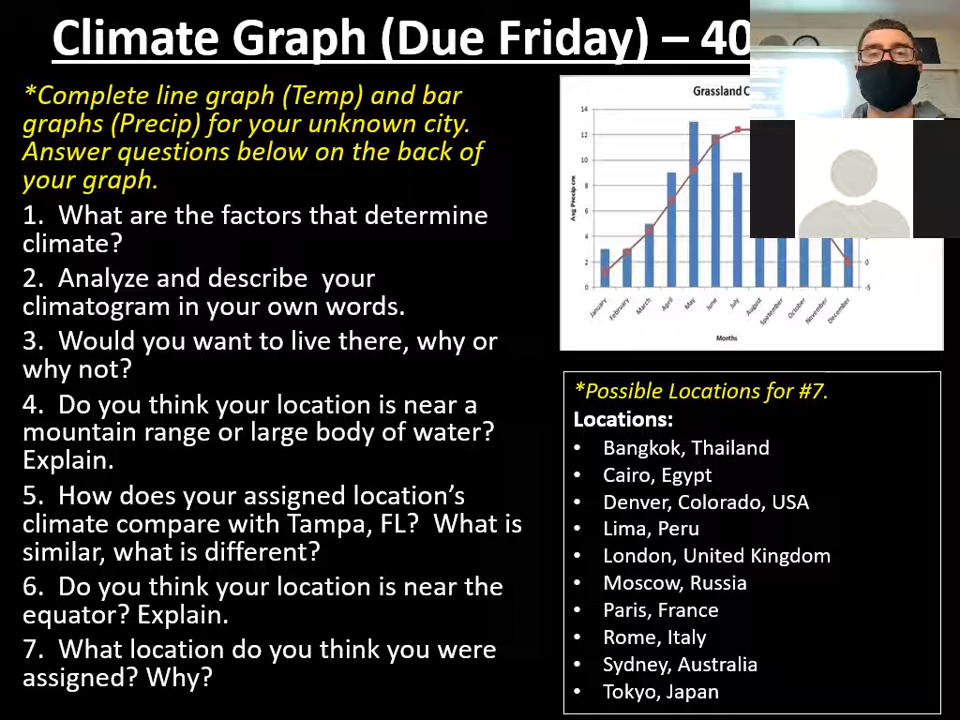 Climate Graph (Due Friday) – 40
*Complete line graph (Temp) and bar
graphs (Precip) for your unknown city.
Answer questions below on the back of
your graph.
1. What are the factors that determine
climate?
2. Analyze and describe your
climatogram in your own words.
3. Would you want to live there, why or
why not?
4. Do you think your location is near a
mountain range or large body of water?
Explain.
5. How does your assigned location's
climate compare with Tampa, FL? What is
similar, what is different?
6. Do you think your location is near the
equator? Explain.
7. What location do you think you were
assigned? Why?
Grassland C
Avg Precip cm
14
12
10
8
6
4
2
0
0
-5
January
February
March
April
May
June
July
August
Spetember
October
November
December
Months
*Possible Locations for #7.
Locations:
• Bangkok, Thailand
• Cairo, Egypt
• Denver, Colorado, USA
• Lima, Peru
• London, United Kingdom
• Moscow, Russia
• Paris, France
• Rome, Italy
• Sydney, Australia
• Tokyo, Japan